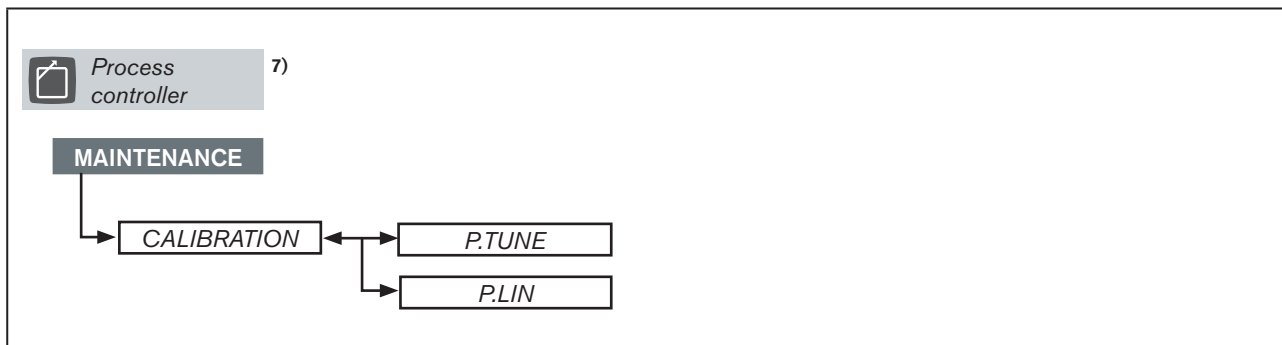 Process 7)
controller
MAINTENANCE
CALIBRATION P.TUNE
P.LIN